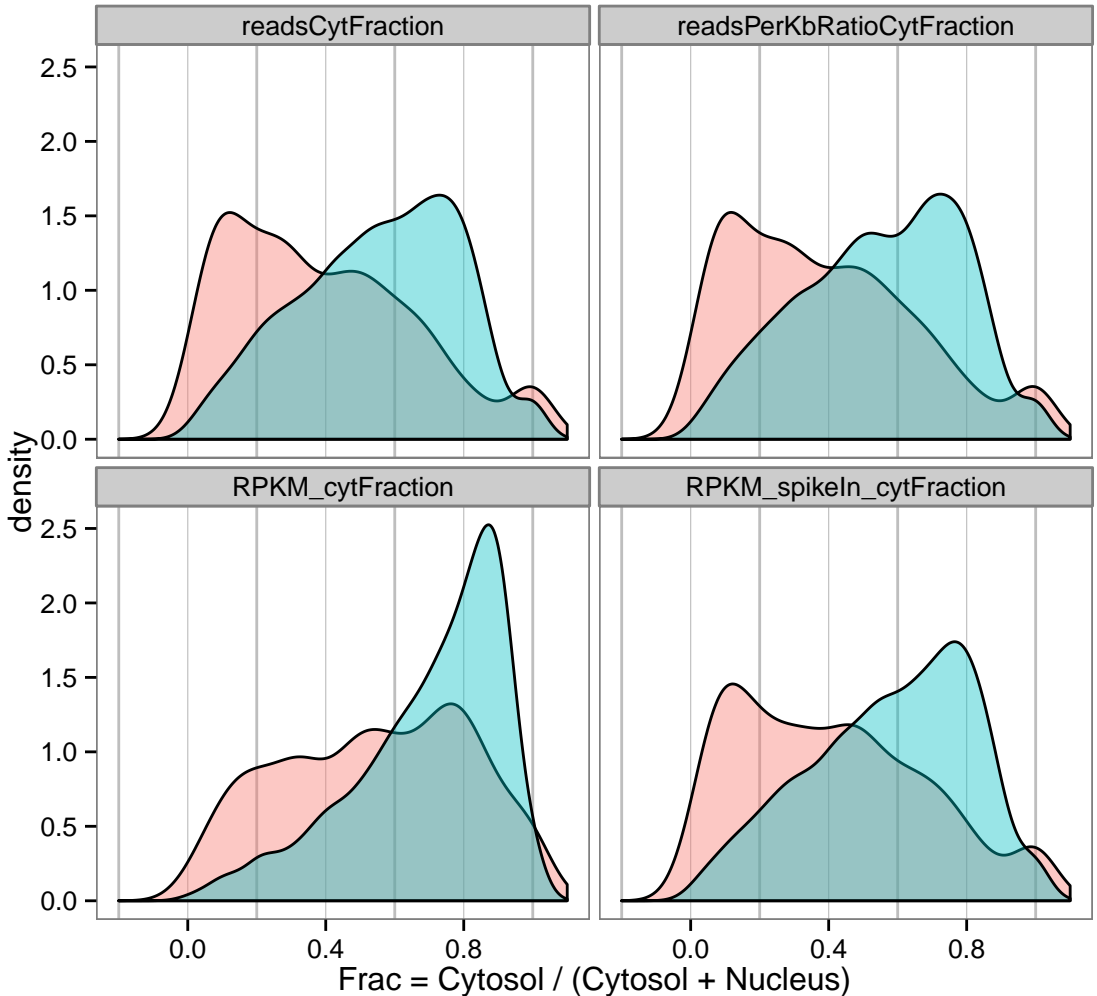 readsCytFraction
readsPerKbRatioCytFraction
2.5
2.0
1.5
1.0
0.5
0.0
density
RPKM_cytFraction
RPKM_spikeIn_cytFraction
2.5
2.0
1.5
1.0
0.5
0.0
0.0 0.4 0.8
0.0 0.4 0.8
Frac = Cytosol / (Cytosol + Nucleus)